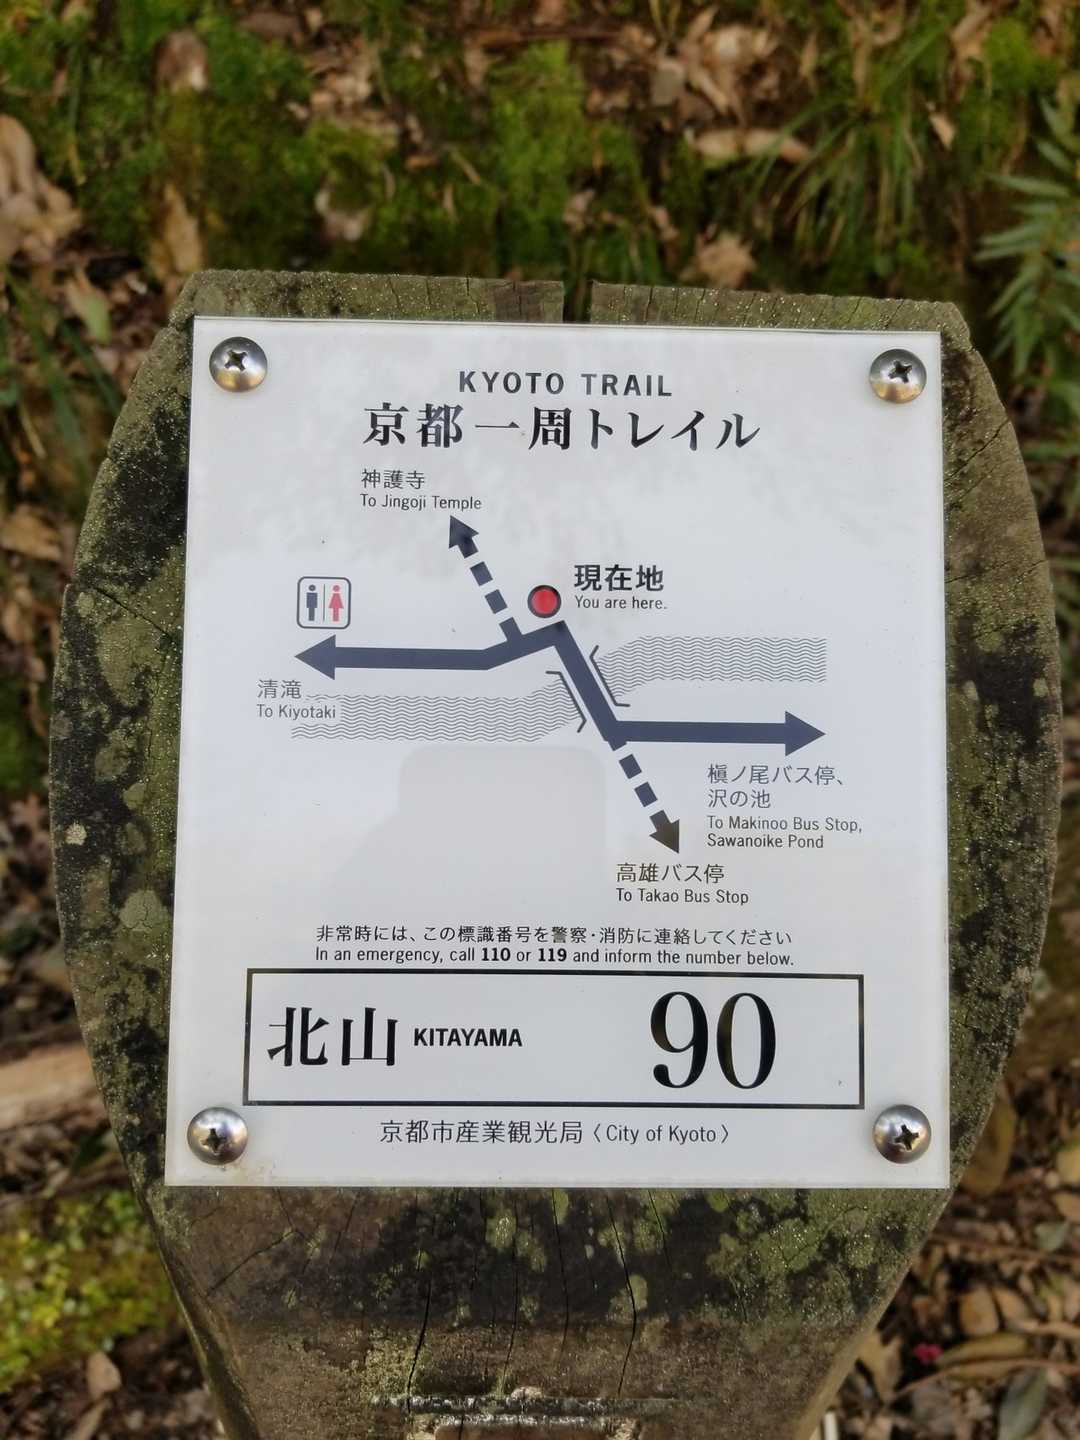 KYOTO TRAIL
京都一周トレイル
神護寺
To Jingoji Temple
現在地
You are here.
清滝
To Kiyotaki
槇ノ尾バス停、
沢の池
To Makinoo Bus Stop,
Sawanoike Pond
高雄バス停
To Takao Bus Stop
非常時には、この標識番号を警察・消防に連絡してください
In an emergency, call 110 or 119 and inform the number below.
北山 KITAYAMA 90
京都市産業観光局〈City of Kyoto〉